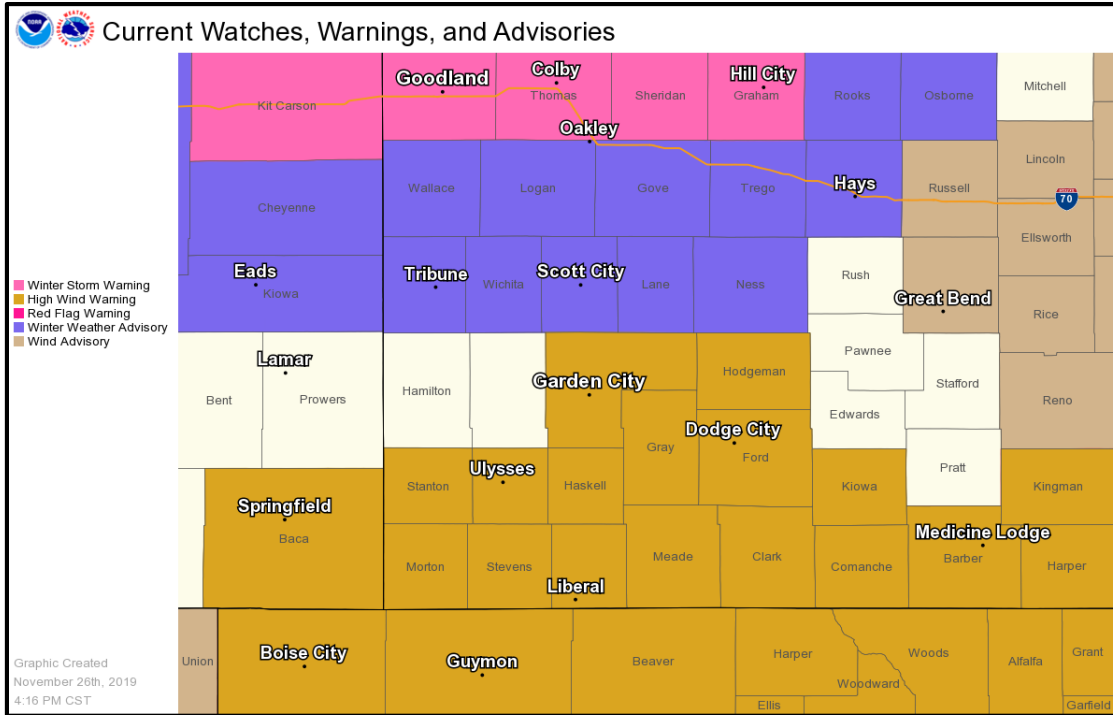 NOAA
Current Watches, Warnings, and Advisories
Goodland
Colby
Hill City
Kit Carson
Thomas
Sheridan
Graham
Rooks
Osborne
Mitchell
Oakley
Lincoln
Wallace
Logan
Gove
Trego
Hays
Russell
70
Cheyenne
Ellsworth
Eads
Kiowa
Tribune
Wichita
Scott City
Lane
Ness
Rush
Great Bend
Rice
Winter Storm Warning
High Wind Warning
Red Flag Warning
Winter Weather Advisory
Wind Advisory
Lamar
Bent
Prowers
Hamilton
Garden City
Hodgeman
Pawnee
Stafford
Edwards
Reno
Gray
Dodge City
Ford
Pratt
Ulysses
Stanton
Haskell
Kiowa
Kingman
Springfield
Baca
Medicine Lodge
Barber
Morton
Stevens
Liberal
Meade
Clark
Comanche
Harper
Union
Boise City
Guymon
Beaver
Harper
Woods
Woodward
Alfalfa
Grant
Ellis
Garfield
Graphic Created
November 26th, 2019
4:16 PM CST